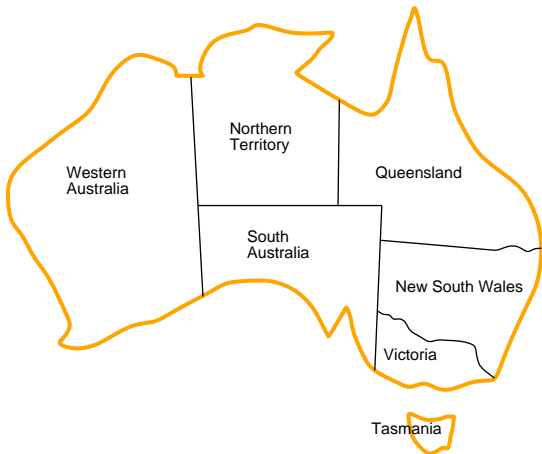 Northern
Territory
Western
Australia
Queensland
South
Australia
New South Wales
Victoria
Tasmania